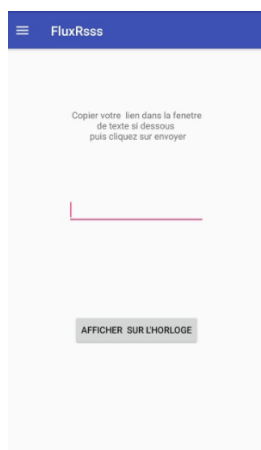 FluxRsss
Copier votre lien dans la fenetre
de texte si dessous
puis cliquez sur envoyer
AFFICHER SUR L'HORLOGE